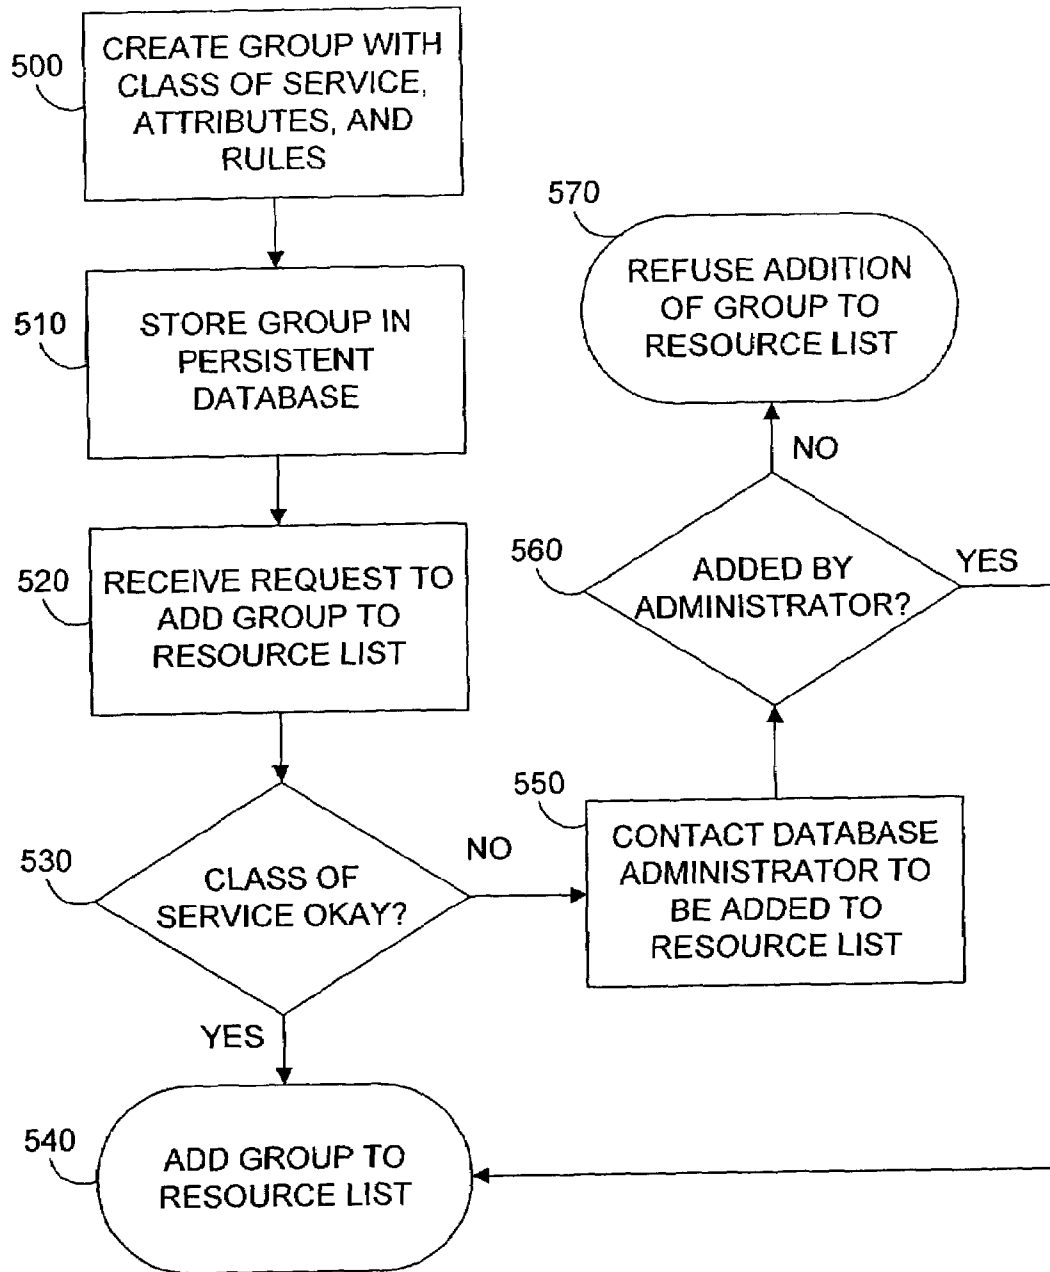 500
CREATE GROUP WITH
CLASS OF SERVICE,
ATTRIBUTES, AND
RULES
510
STORE GROUP IN
PERSISTENT
DATABASE
520
RECEIVE REQUEST TO
ADD GROUP TO
RESOURCE LIST
530
CLASS OF
SERVICE OKAY?
NO
YES
540
ADD GROUP TO
RESOURCE LIST
550
CONTACT DATABASE
ADMINISTRATOR TO
BE ADDED TO
RESOURCE LIST
560
ADDED BY
ADMINISTRATOR?
YES
NO
570
REFUSE ADDITION
OF GROUP TO
RESOURCE LIST